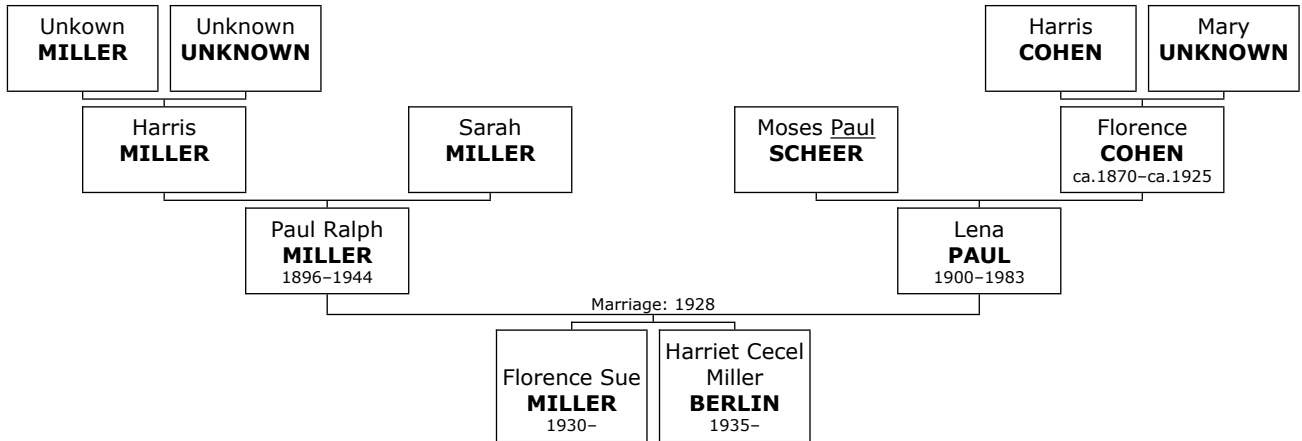 Unkown
MILLER
Unknown
UNKNOWN
Harris
COHEN
Mary
UNKNOWN
Harris
MILLER
Sarah
MILLER
Moses Paul
SCHEER
Florence
COHEN
ca.1870–ca.1925
Paul Ralph
MILLER
1896–1944
Lena
PAUL
1900–1983
Marriage: 1928
Florence Sue
MILLER
1930–
Harriet Cecel
Miller
BERLIN
1935–